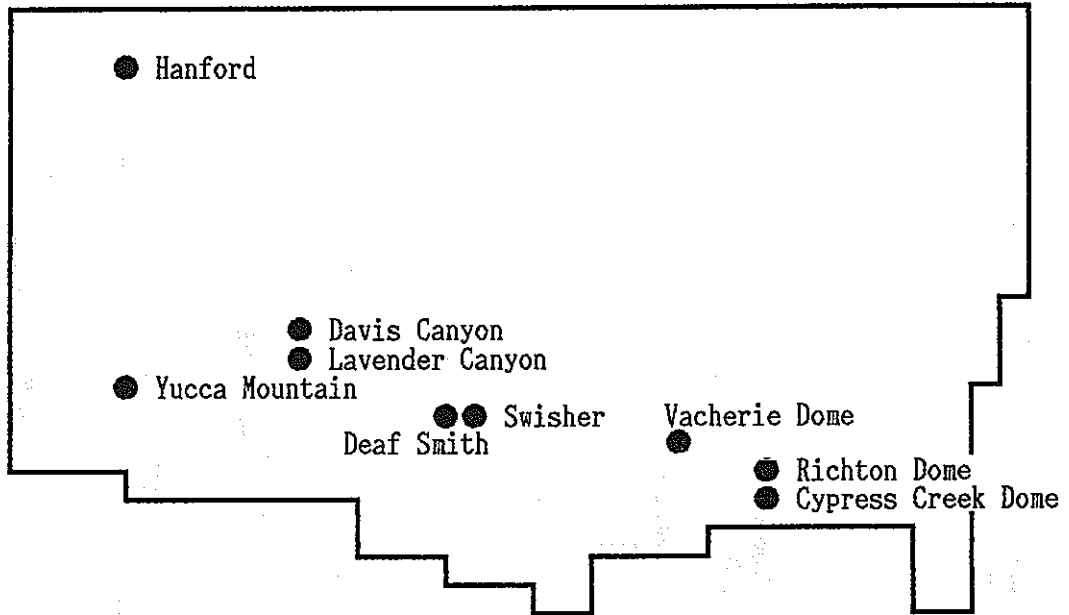 Hanford
Davis Canyon
Lavender Canyon
Yucca Mountain
Swisher
Deaf Smith
Vacherie Dome
Richton Dome
Cypress Creek Dome